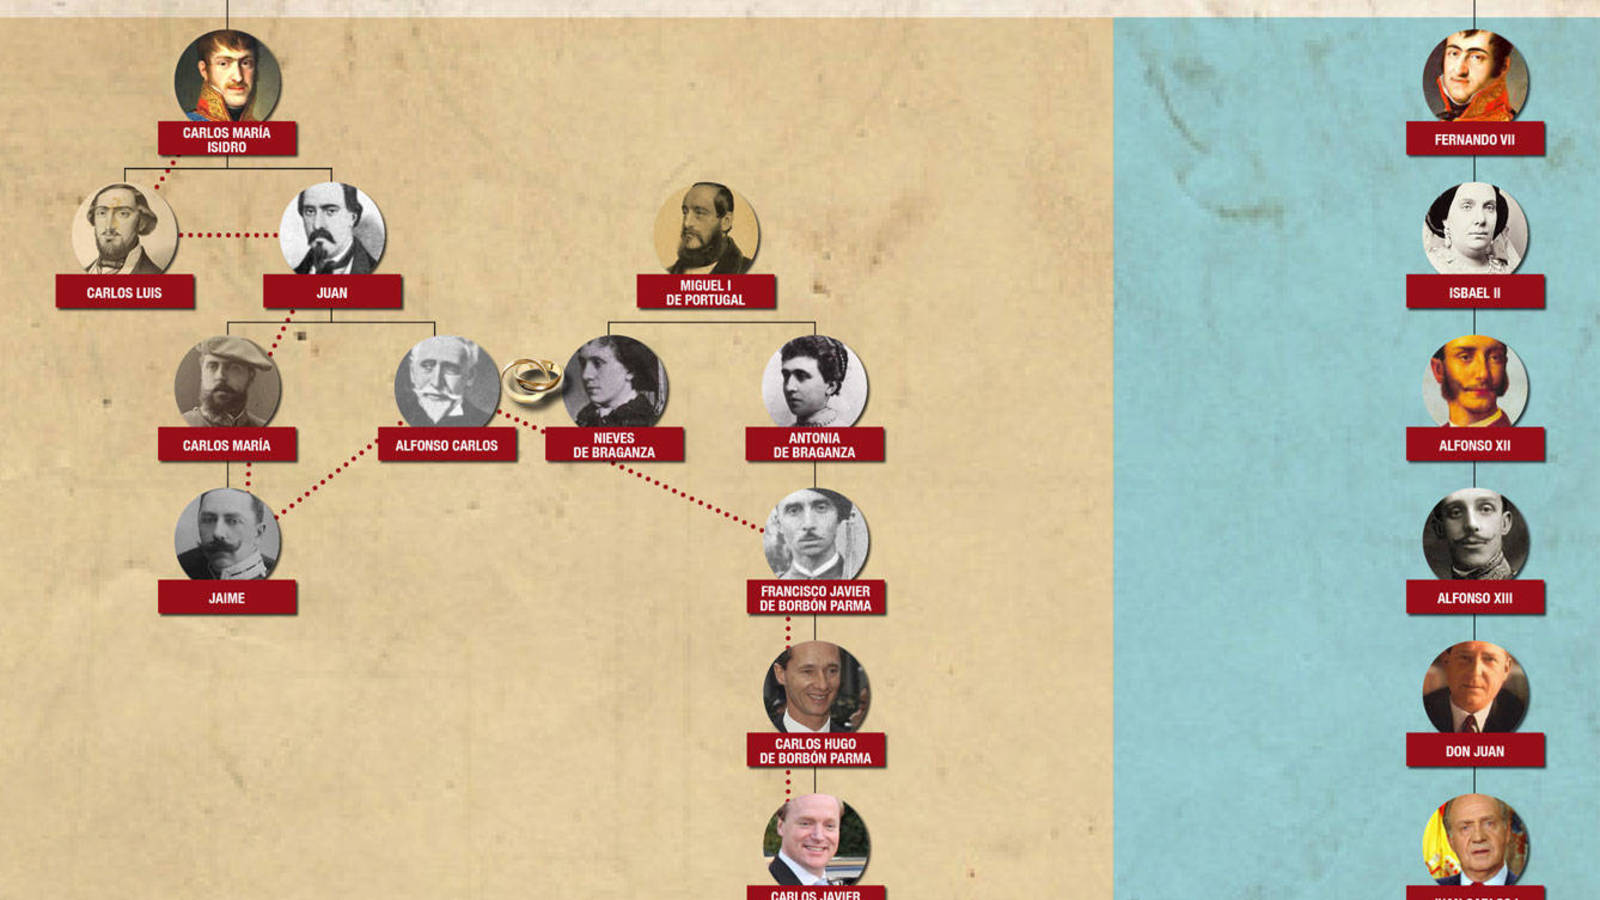 CARLOS MARÍA
ISIDRO
FERNANDO VII
CARLOS LUIS
JUAN
MIGUEL I
DE PORTUGAL
ISBAEL II
CARLOS MARÍA
ALFONSO CARLOS
NIEVES
DE BRAGANZA
ANTONIA
DE BRAGANZA
ALFONSO XII
JAIME
FRANCISCO JAVIER
DE BORBÓN PARMA
ALFONSO XIII
CARLOS HUGO
DE BORBÓN PARMA
DON JUAN
CARLOS JAVIER
JUAN CARLOS I